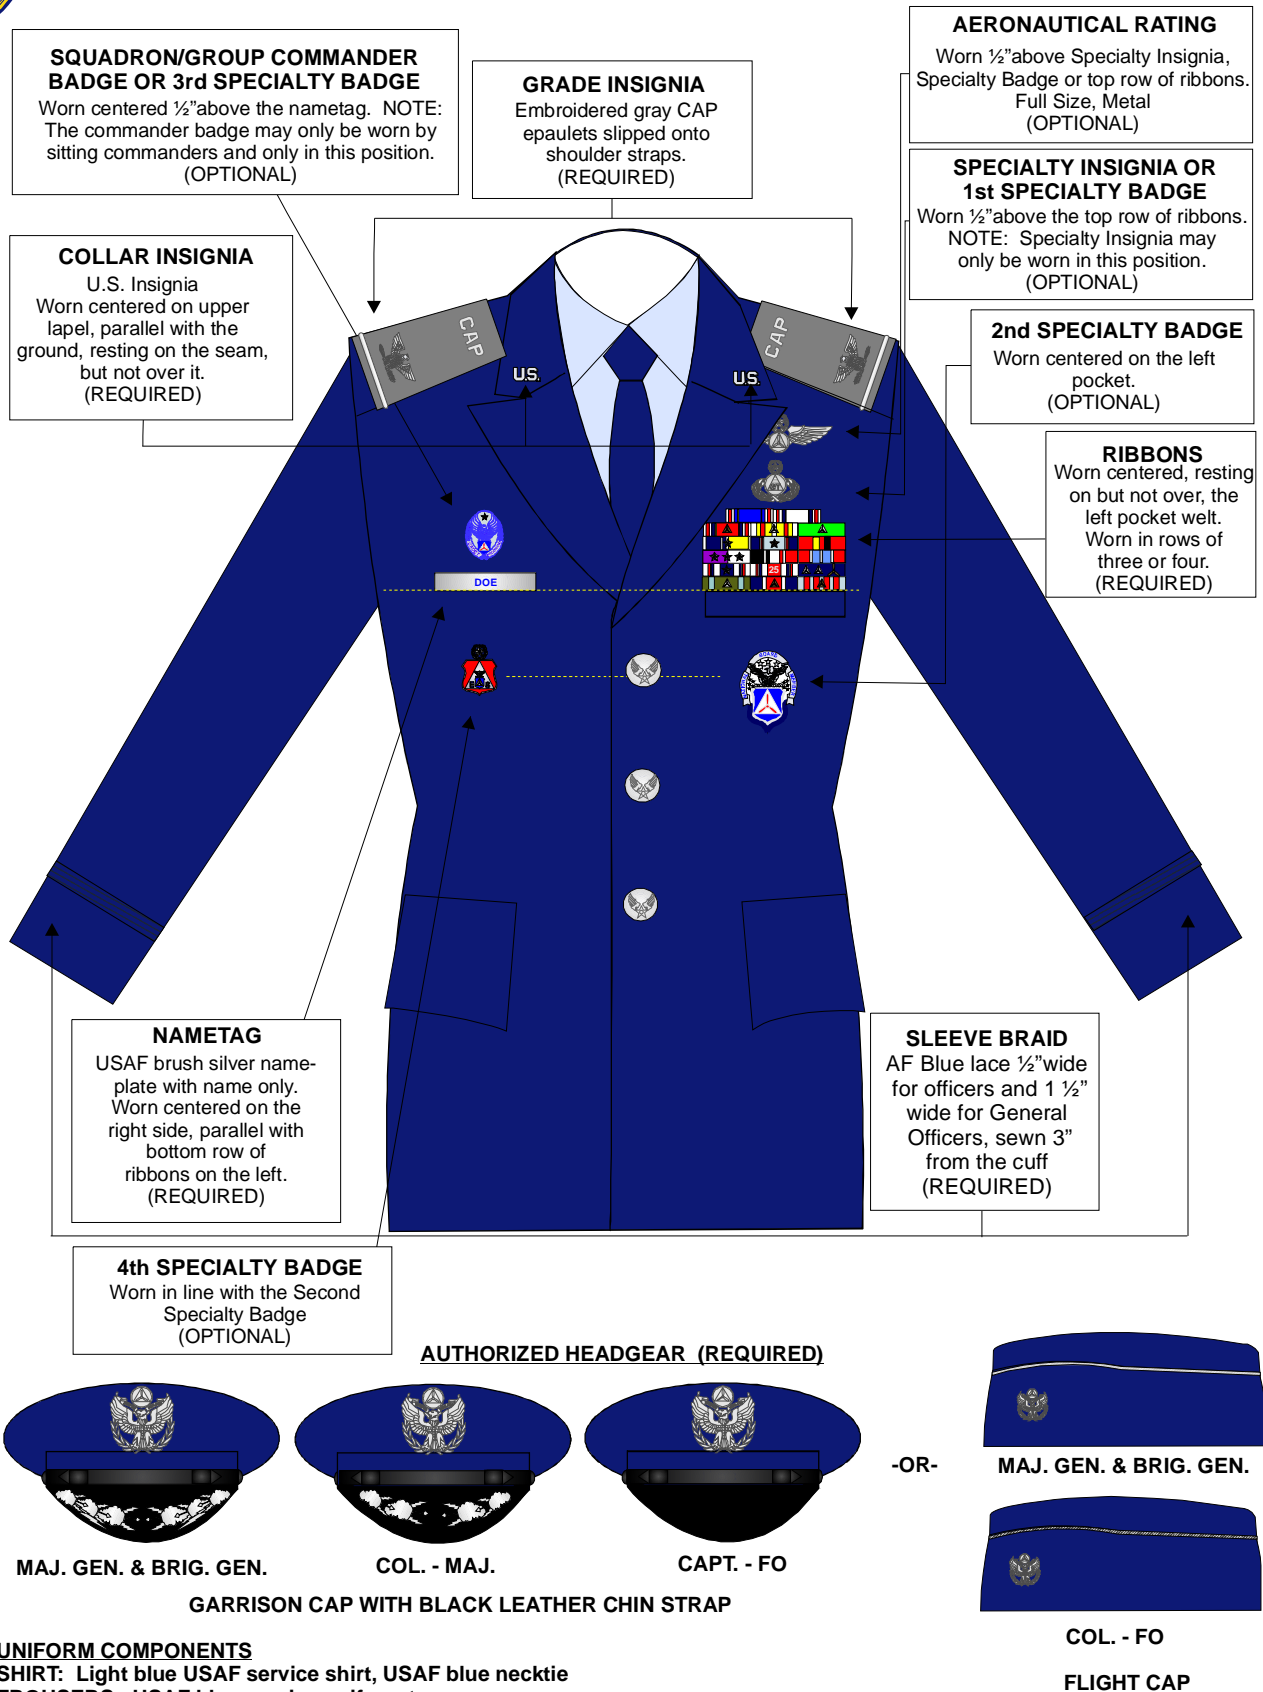 SQUADRON/GROUP COMMANDER
BADGE OR 3rd SPECIALTY BADGE
Worn centered ½”above the nametag.  NOTE:
The commander badge may only be worn by
sitting commanders and only in this position.
(OPTIONAL)
GRADE INSIGNIA
Embroidered gray CAP
epaulets slipped onto
shoulder straps.
(REQUIRED)
AERONAUTICAL RATING
Worn ½”above Specialty Insignia,
Specialty Badge or top row of ribbons.
Full Size, Metal
(OPTIONAL)
SPECIALTY INSIGNIA OR
1st SPECIALTY BADGE
Worn ½”above the top row of ribbons.
NOTE:  Specialty Insignia may
only be worn in this position.
(OPTIONAL)
COLLAR INSIGNIA
U.S. Insignia
Worn centered on upper
lapel, parallel with the
ground, resting on the seam,
but not over it.
(REQUIRED)
2nd SPECIALTY BADGE
Worn centered on the left
pocket.
(OPTIONAL)
RIBBONS
Worn centered, resting
on but not over, the
left pocket welt.
Worn in rows of
three or four.
(REQUIRED)
CAP
CAP
U.S.
U.S.
25
DOE
NAMETAG
USAF brush silver name-
plate with name only.
Worn centered on the
right side, parallel with
bottom row of
ribbons on the left.
(REQUIRED)
SLEEVE BRAID
AF Blue lace ½”wide
for officers and 1 ½”
wide for General
Officers, sewn 3”
from the cuff
(REQUIRED)
4th SPECIALTY BADGE
Worn in line with the Second
Specialty Badge
(OPTIONAL)
AUTHORIZED HEADGEAR  (REQUIRED)
-OR-
MAJ. GEN. & BRIG. GEN.
MAJ. GEN. & BRIG. GEN.
COL. - MAJ.
CAPT. - FO
GARRISON CAP WITH BLACK LEATHER CHIN STRAP
COL. - FO
FLIGHT CAP
UNIFORM COMPONENTS
SHIRT:  Light blue USAF service shirt, USAF blue necktie